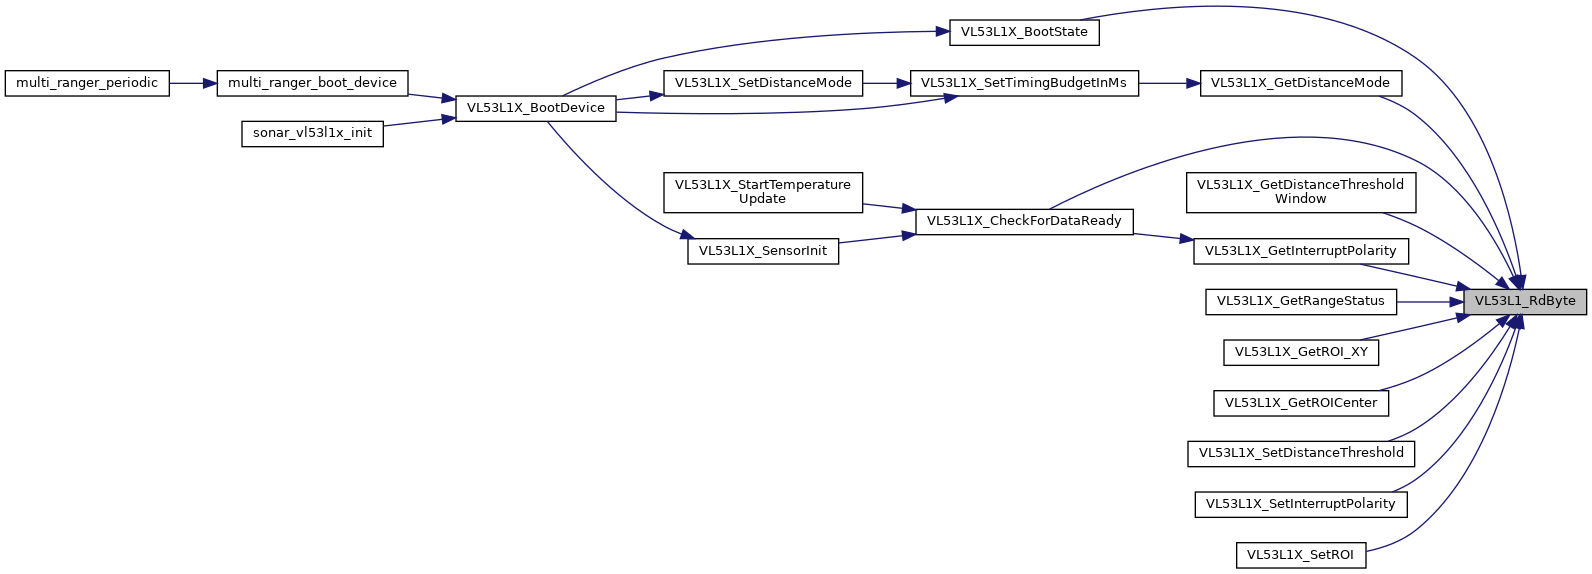 VL53L1X_BootState
multi_ranger_periodic
multi_ranger_boot_device
VL53L1X_SetDistanceMode
VL53L1X_SetTimingBudgetInMs
VL53L1X_GetDistanceMode
VL53L1X_BootDevice
sonar_vl53l1x_init
VL53L1X_StartTemperature
Update
VL53L1X_GetDistanceThreshold
Window
VL53L1X_CheckForDataReady
VL53L1X_SensorInit
VL53L1X_GetInterruptPolarity
VL53L1X_GetRangeStatus
VL53L1_RdByte
VL53L1X_GetROI_XY
VL53L1X_GetROICenter
VL53L1X_SetDistanceThreshold
VL53L1X_SetInterruptPolarity
VL53L1X_SetROI